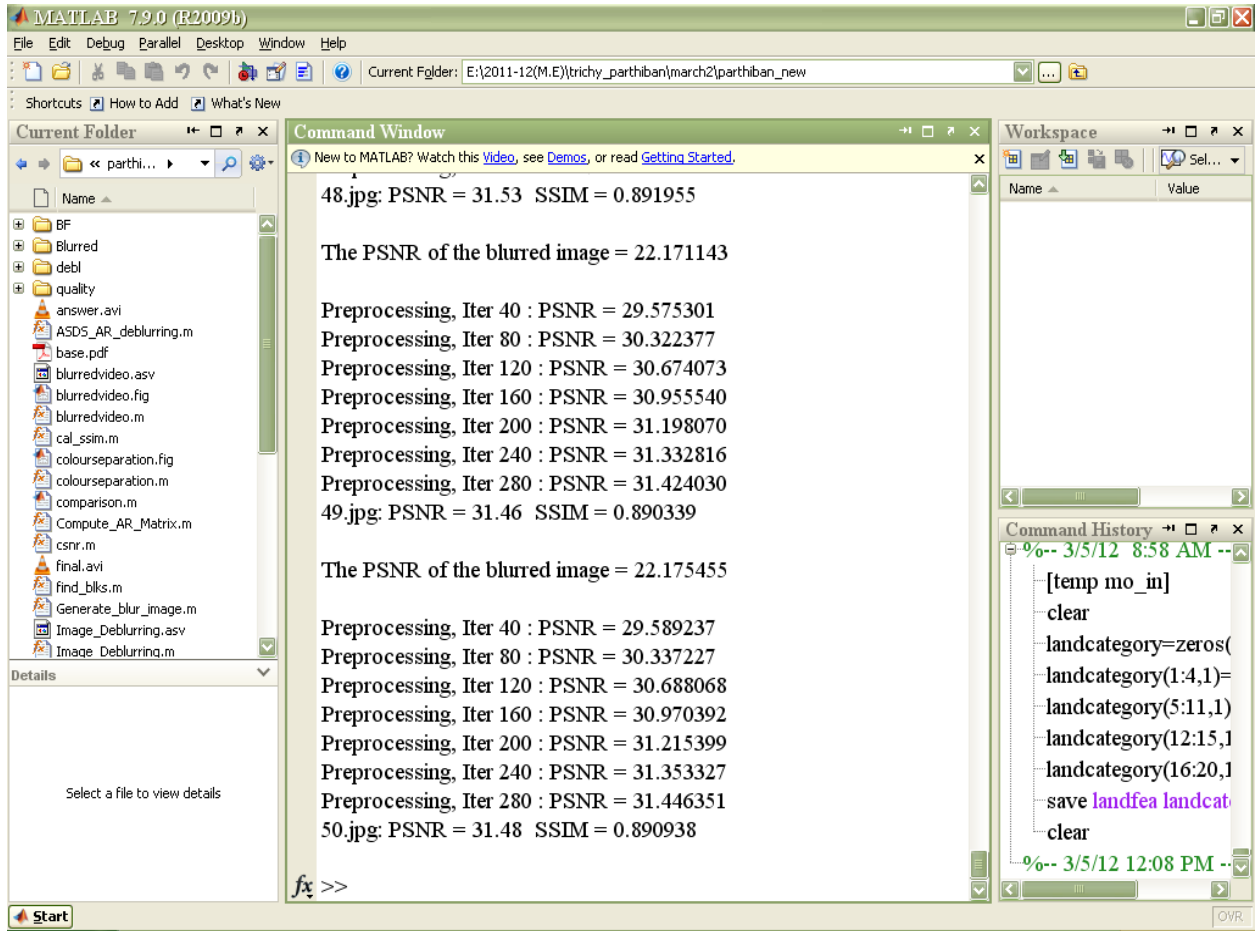 MATLAB 7.9.0 (R2009b)
File Edit Debug Parallel Desktop Window Help
Current Folder: E:\2011-12(M.E)\trichy_parthiban\march2\parthiban_new
Shortcuts How to Add What's New
Current Folder
« parthi...
Name
BF
Blurred
debl
quality
answer.avi
ASDS_AR_deblurring.m
base.pdf
blurredvideo.asv
blurredvideo.fig
blurredvideo.m
cal_ssim.m
colourseparation.fig
colourseparation.m
comparison.m
Compute_AR_Matrix.m
csnr.m
final.avi
find_blks.m
Generate_blur_image.m
Image_Deblurring.asv
Image_Deblurring.m
Details
Select a file to view details
Command Window
New to MATLAB? Watch this Video, see Demos, or read Getting Started.
48.jpg: PSNR = 31.53 SSIM = 0.891955
The PSNR of the blurred image = 22.171143
Preprocessing, Iter 40 : PSNR = 29.575301
Preprocessing, Iter 80 : PSNR = 30.322377
Preprocessing, Iter 120 : PSNR = 30.674073
Preprocessing, Iter 160 : PSNR = 30.955540
Preprocessing, Iter 200 : PSNR = 31.198070
Preprocessing, Iter 240 : PSNR = 31.332816
Preprocessing, Iter 280 : PSNR = 31.424030
49.jpg: PSNR = 31.46 SSIM = 0.890339
The PSNR of the blurred image = 22.175455
Preprocessing, Iter 40 : PSNR = 29.589237
Preprocessing, Iter 80 : PSNR = 30.337227
Preprocessing, Iter 120 : PSNR = 30.688068
Preprocessing, Iter 160 : PSNR = 30.970392
Preprocessing, Iter 200 : PSNR = 31.215399
Preprocessing, Iter 240 : PSNR = 31.353327
Preprocessing, Iter 280 : PSNR = 31.446351
50.jpg: PSNR = 31.48 SSIM = 0.890938
fx >>
Workspace
Sel...
Name Value
Command History
%-- 3/5/12 8:58 AM --
[temp mo_in]
clear
landcategory=zeros(
landcategory(1:4,1)=
landcategory(5:11,1)
landcategory(12:15,1
landcategory(16:20,1
save landfea landcat
clear
%-- 3/5/12 12:08 PM --
Start
OVR